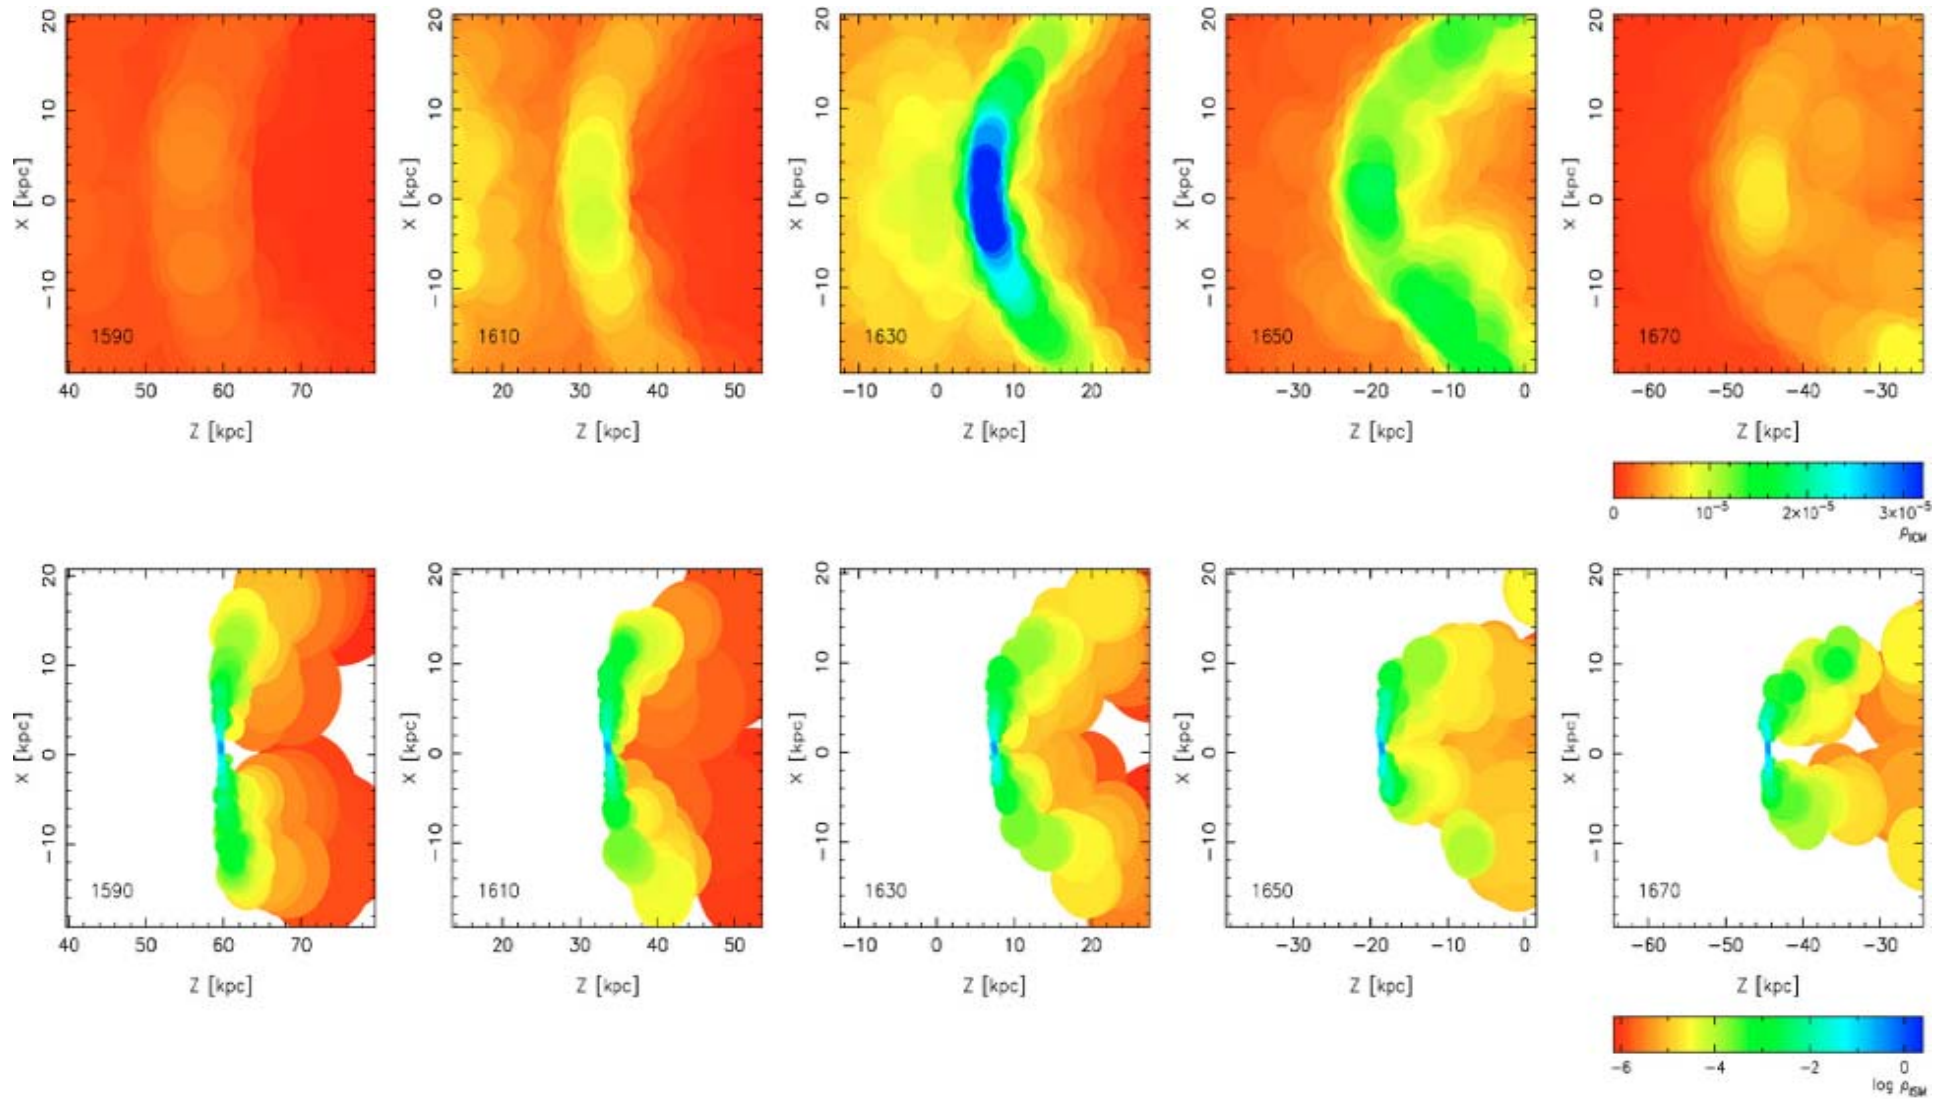 20 20 20 20 20
10 10 10 10 10
X [kpc] X [kpc] X [kpc] X [kpc] X [kpc]
0 0 0 0 0
−10 −10 −10 −10 −10
1590 1610 1630 1650 1670
40 50 60 70 20 30 40 50 −10 0 10 20 −30 −20 −10 0 −60 −50 −40 −30
Z [kpc] Z [kpc] Z [kpc] Z [kpc] Z [kpc]
0 10⁻⁵ 2×10⁻⁵ 3×10⁻⁵
ρICM
20 20 20 20 20
10 10 10 10 10
X [kpc] X [kpc] X [kpc] X [kpc] X [kpc]
0 0 0 0 0
−10 −10 −10 −10 −10
1590 1610 1630 1650 1670
40 50 60 70 20 30 40 50 −10 0 10 20 −30 −20 −10 0 −60 −50 −40 −30
Z [kpc] Z [kpc] Z [kpc] Z [kpc] Z [kpc]
−6 −4 −2 0
log ρISM